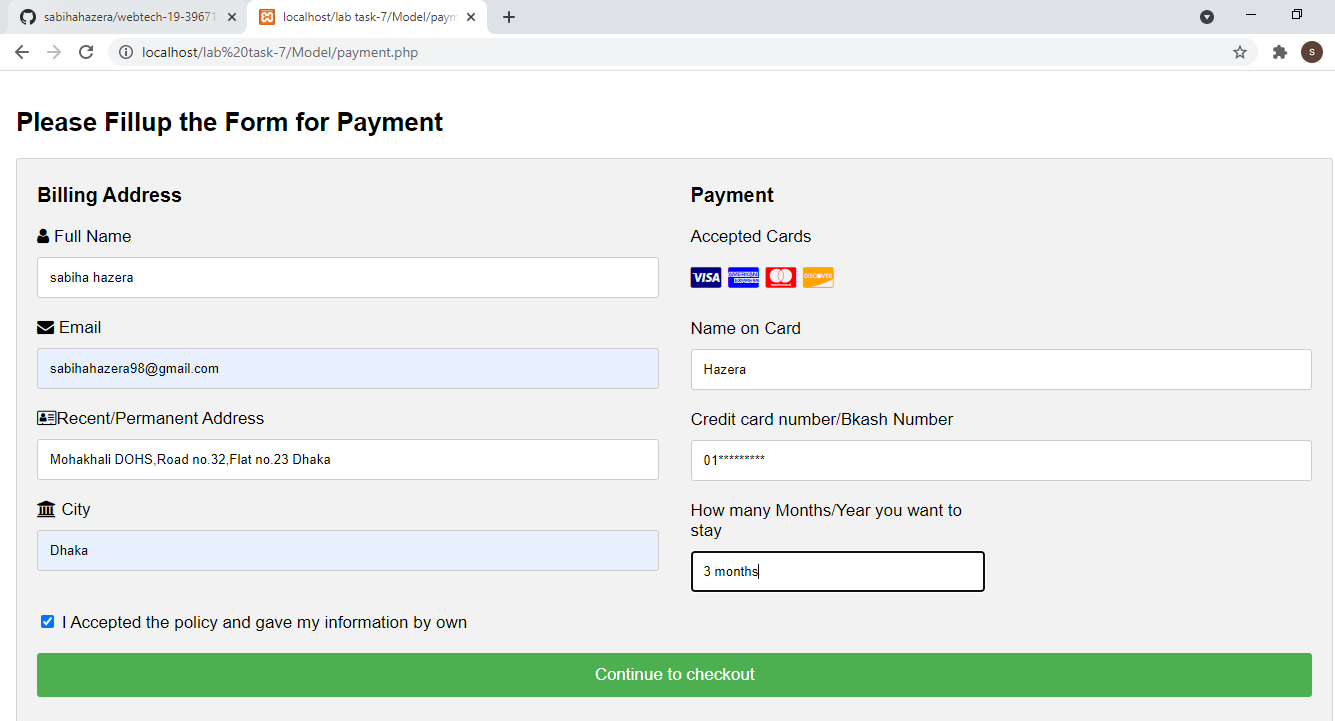 sabihahazera/webtech-19-39671
localhost/lab task-7/Model/paym
localhost/lab%20task-7/Model/payment.php
S
Please Fillup the Form for Payment
Billing Address
Full Name
sabiha hazera
Email
sabihahazera98@gmail.com
Recent/Permanent Address
Mohakhali DOHS,Road no.32,Flat no.23 Dhaka
City
Dhaka
Payment
Accepted Cards
VISA AMERICAN EXPRESS DISCOVER
Name on Card
Hazera
Credit card number/Bkash Number
01*********
How many Months/Year you want to
stay
3 months
I Accepted the policy and gave my information by own
Continue to checkout